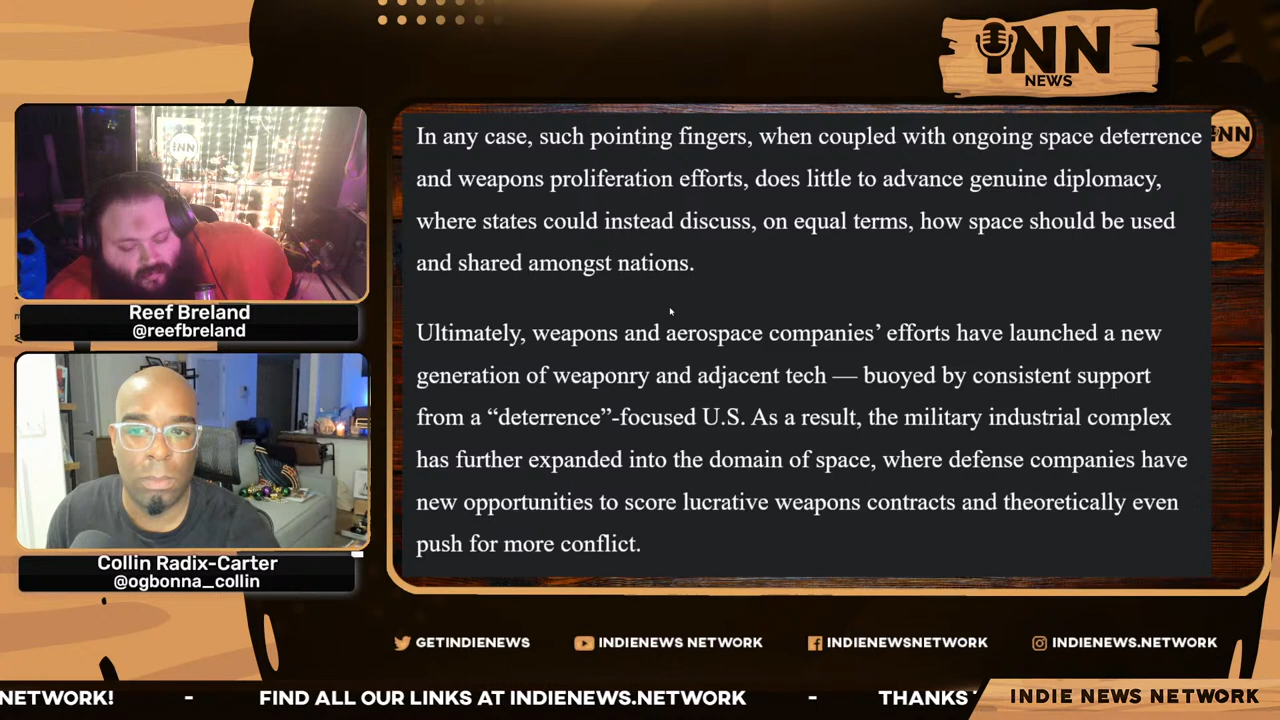 INN
NEWS
INN
In any case, such pointing fingers, when coupled with ongoing space deterrence
and weapons proliferation efforts, does little to advance genuine diplomacy,
where states could instead discuss, on equal terms, how space should be used
and shared amongst nations.
Ultimately, weapons and aerospace companies’ efforts have launched a new
generation of weaponry and adjacent tech — buoyed by consistent support
from a “deterrence”-focused U.S. As a result, the military industrial complex
has further expanded into the domain of space, where defense companies have
new opportunities to score lucrative weapons contracts and theoretically even
push for more conflict.
INN
Reef Breland
@reefbreland
Collin Radix-Carter
@ogbonna_collin
GETINDIENEWS
INDIENEWS NETWORK
INDIENEWSNETWORK
INDIENEWS.NETWORK
NETWORK! - FIND ALL OUR LINKS AT INDIENEWS.NETWORK - THANKS
INDIE NEWS NETWORK